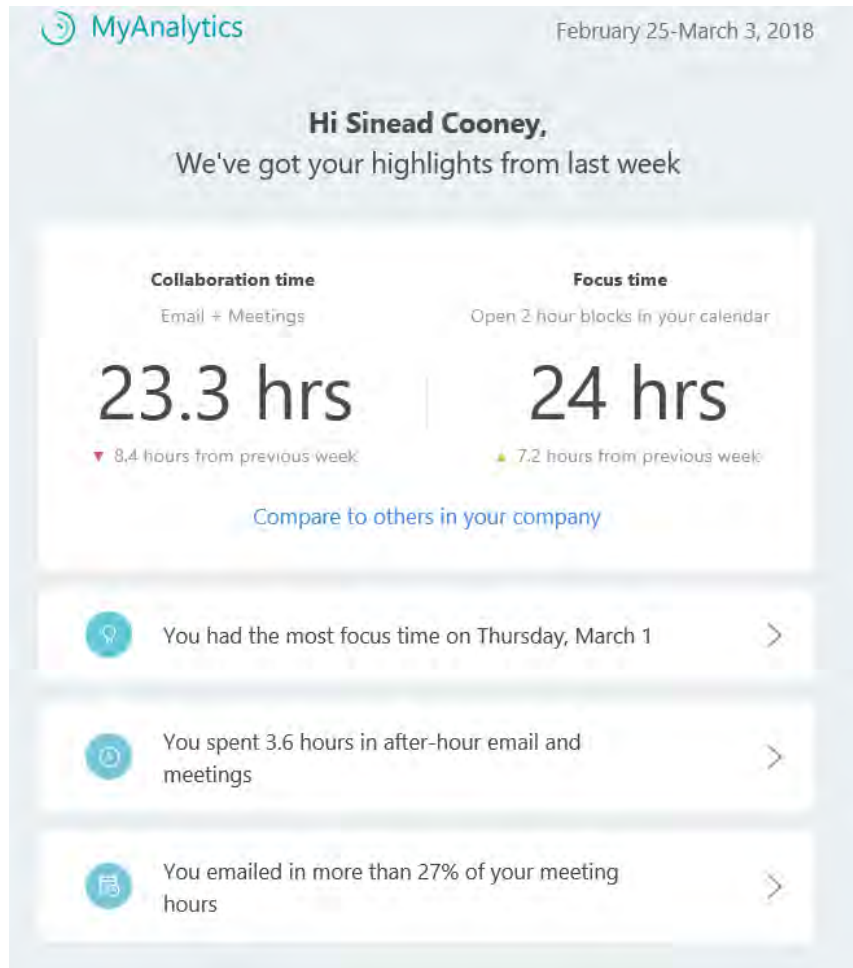 MyAnalytics
February 25-March 3, 2018
Hi Sinead Cooney,
We've got your highlights from last week
Collaboration time
Focus time
Email + Meetings
Open 2 hour blocks in your calendar
23.3 hrs
24 hrs
▼ 8.4 hours from previous week
▲ 7.2 hours from previous week
Compare to others in your company
You had the most focus time on Thursday, March 1
You spent 3.6 hours in after-hour email and
meetings
You emailed in more than 27% of your meeting
hours